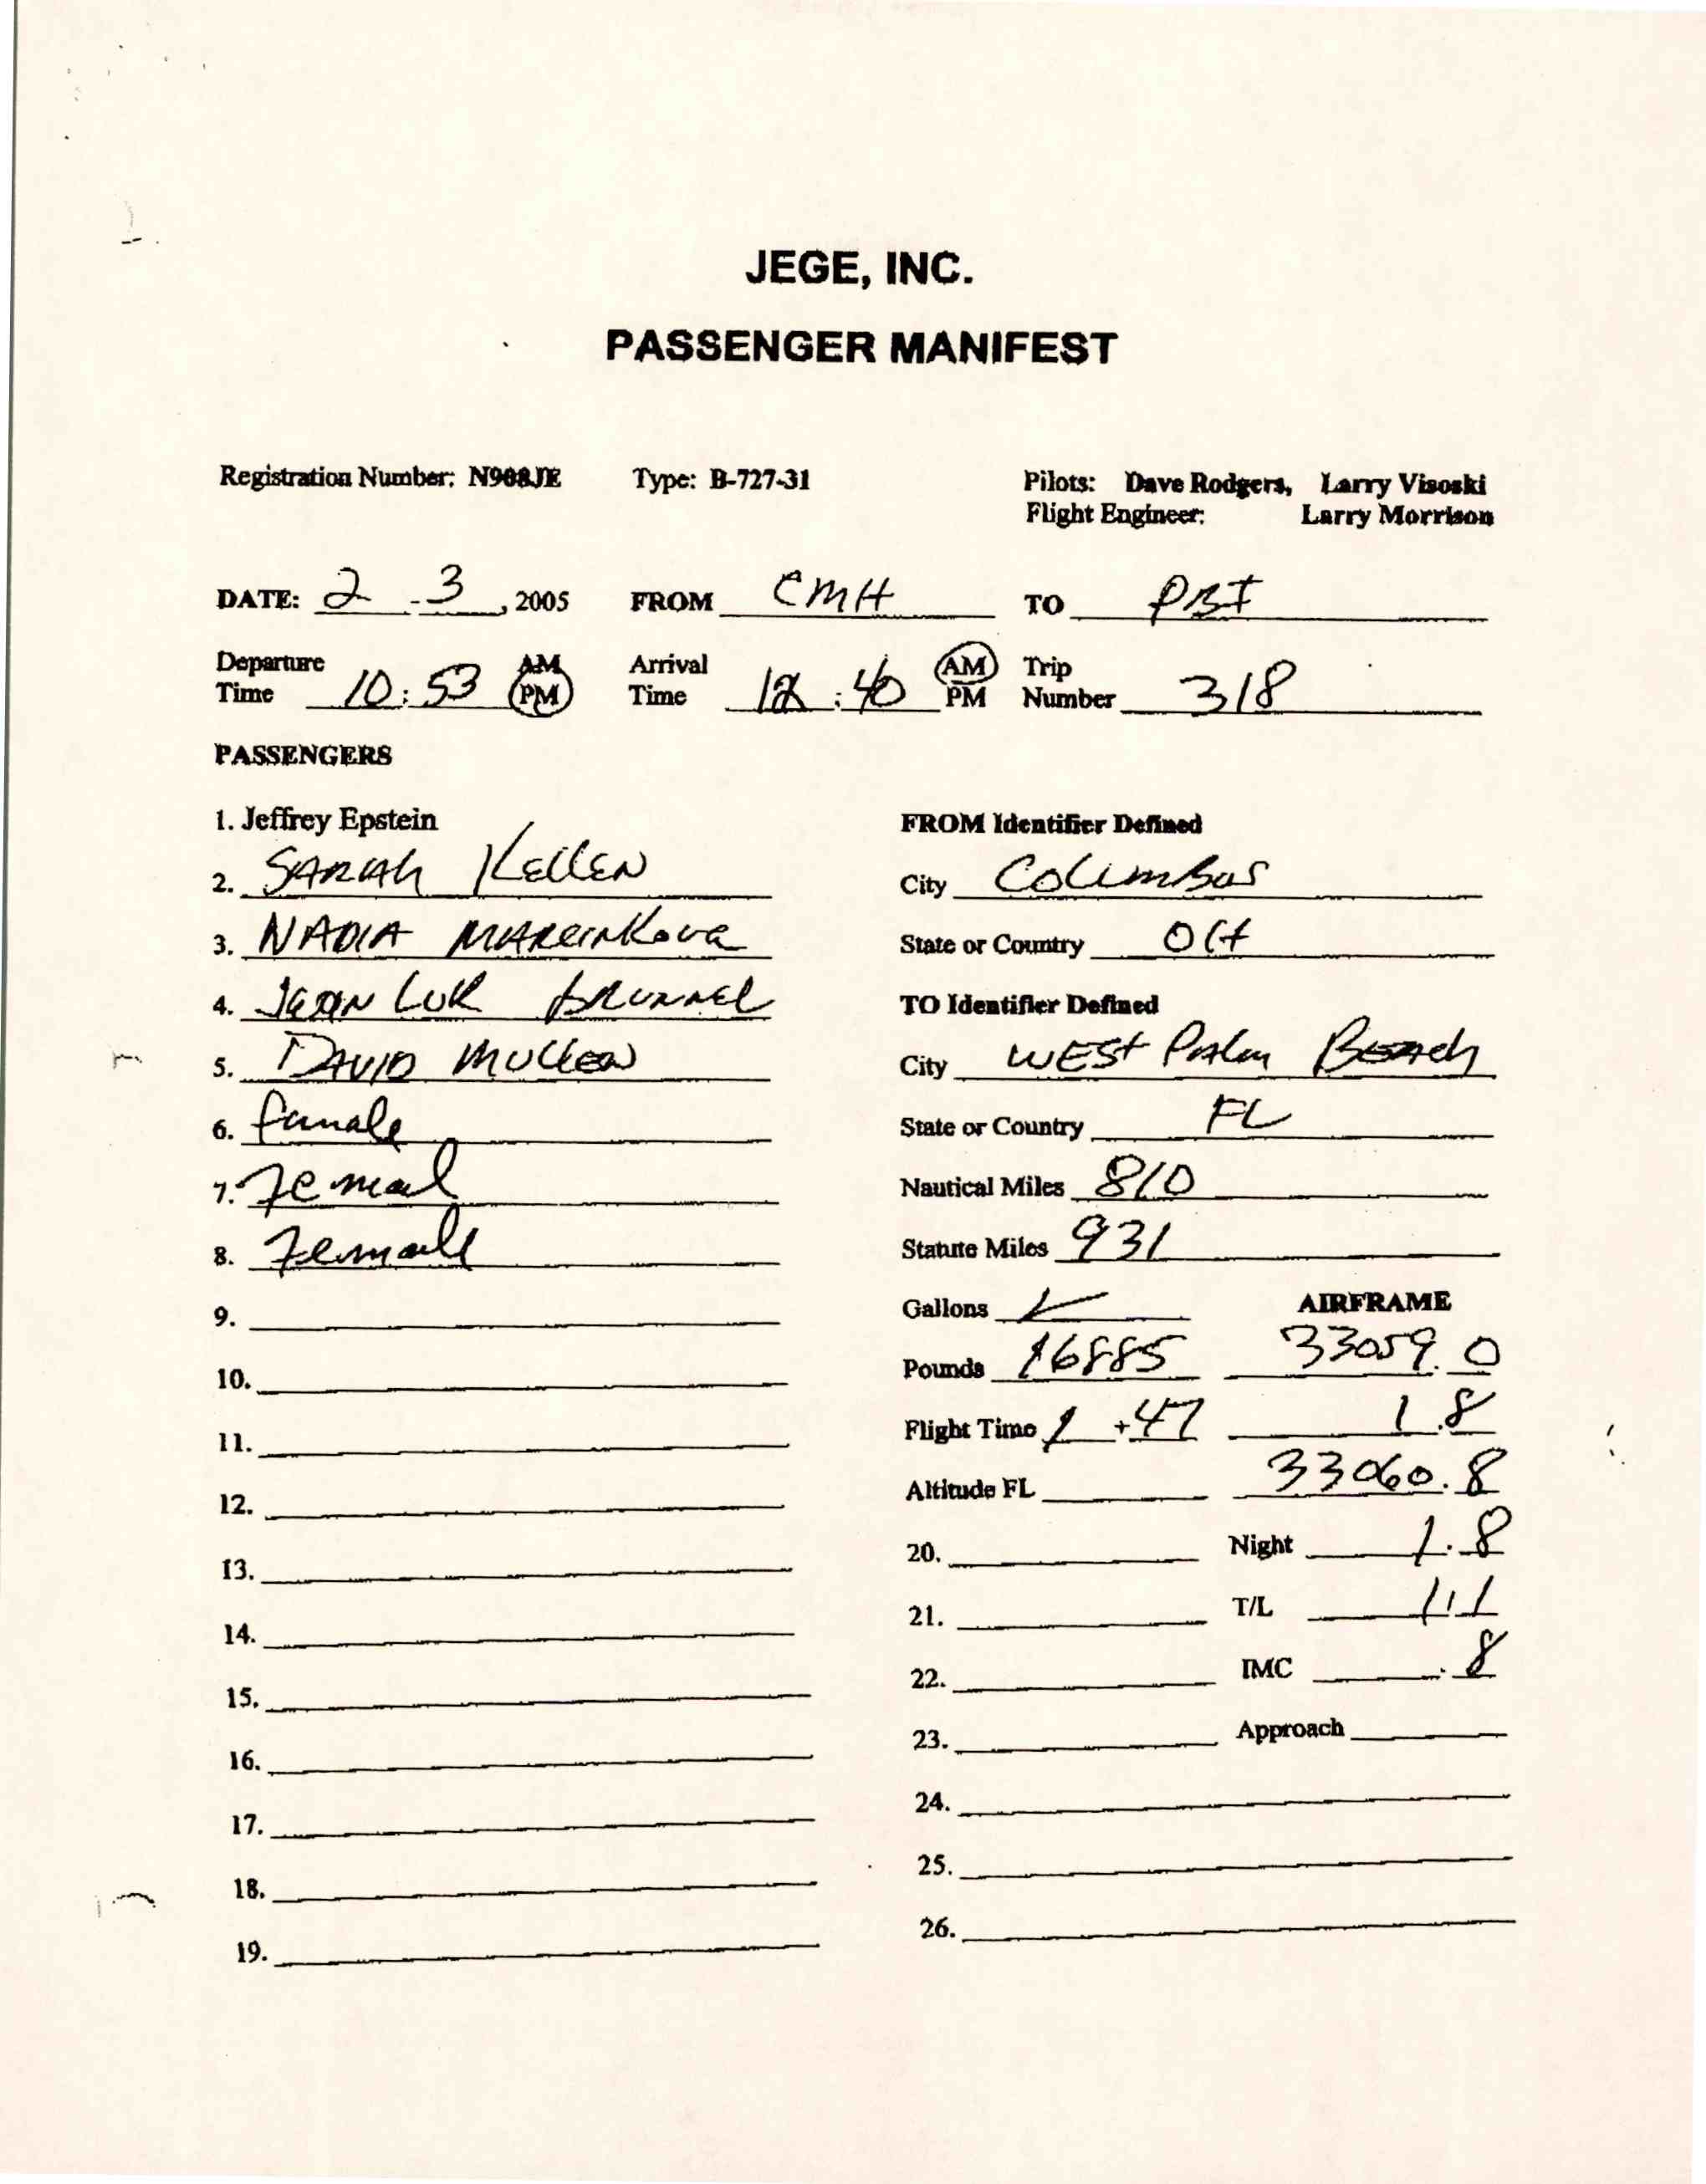 JEGE, INC.
PASSENGER MANIFEST
Registration Number: N908JE Type: B-727-31 Pilots: Dave Rodgers, Larry Visoski
Flight Engineer: Larry Morrison
DATE: 2 - 3, 2005 FROM CMH TO PBI
Departure Time 10:53 AM PM Arrival Time 12:40 AM PM Trip Number 318
PASSENGERS
1. Jeffrey Epstein
2. SARAH KELLEN
3. NADIA MARCINKOVA
4. JEAN LUK BRUNNEL
5. DAVID MULLEN
6. female
7. Femal
8. Femall
9.
10.
11.
12.
13.
14.
15.
16.
17.
18.
19.
FROM Identifier Defined
City Columbus
State or Country OH
TO Identifier Defined
City WEST Palm Beach
State or Country FL
Nautical Miles 810
Statute Miles 931
Gallons AIRFRAME
Pounds 16885 33059.0
Flight Time 1 +47 1.8
Altitude FL 33060.8
20. Night 1.8
21. T/L 1/1
22. IMC .8
23. Approach
24.
25.
26.